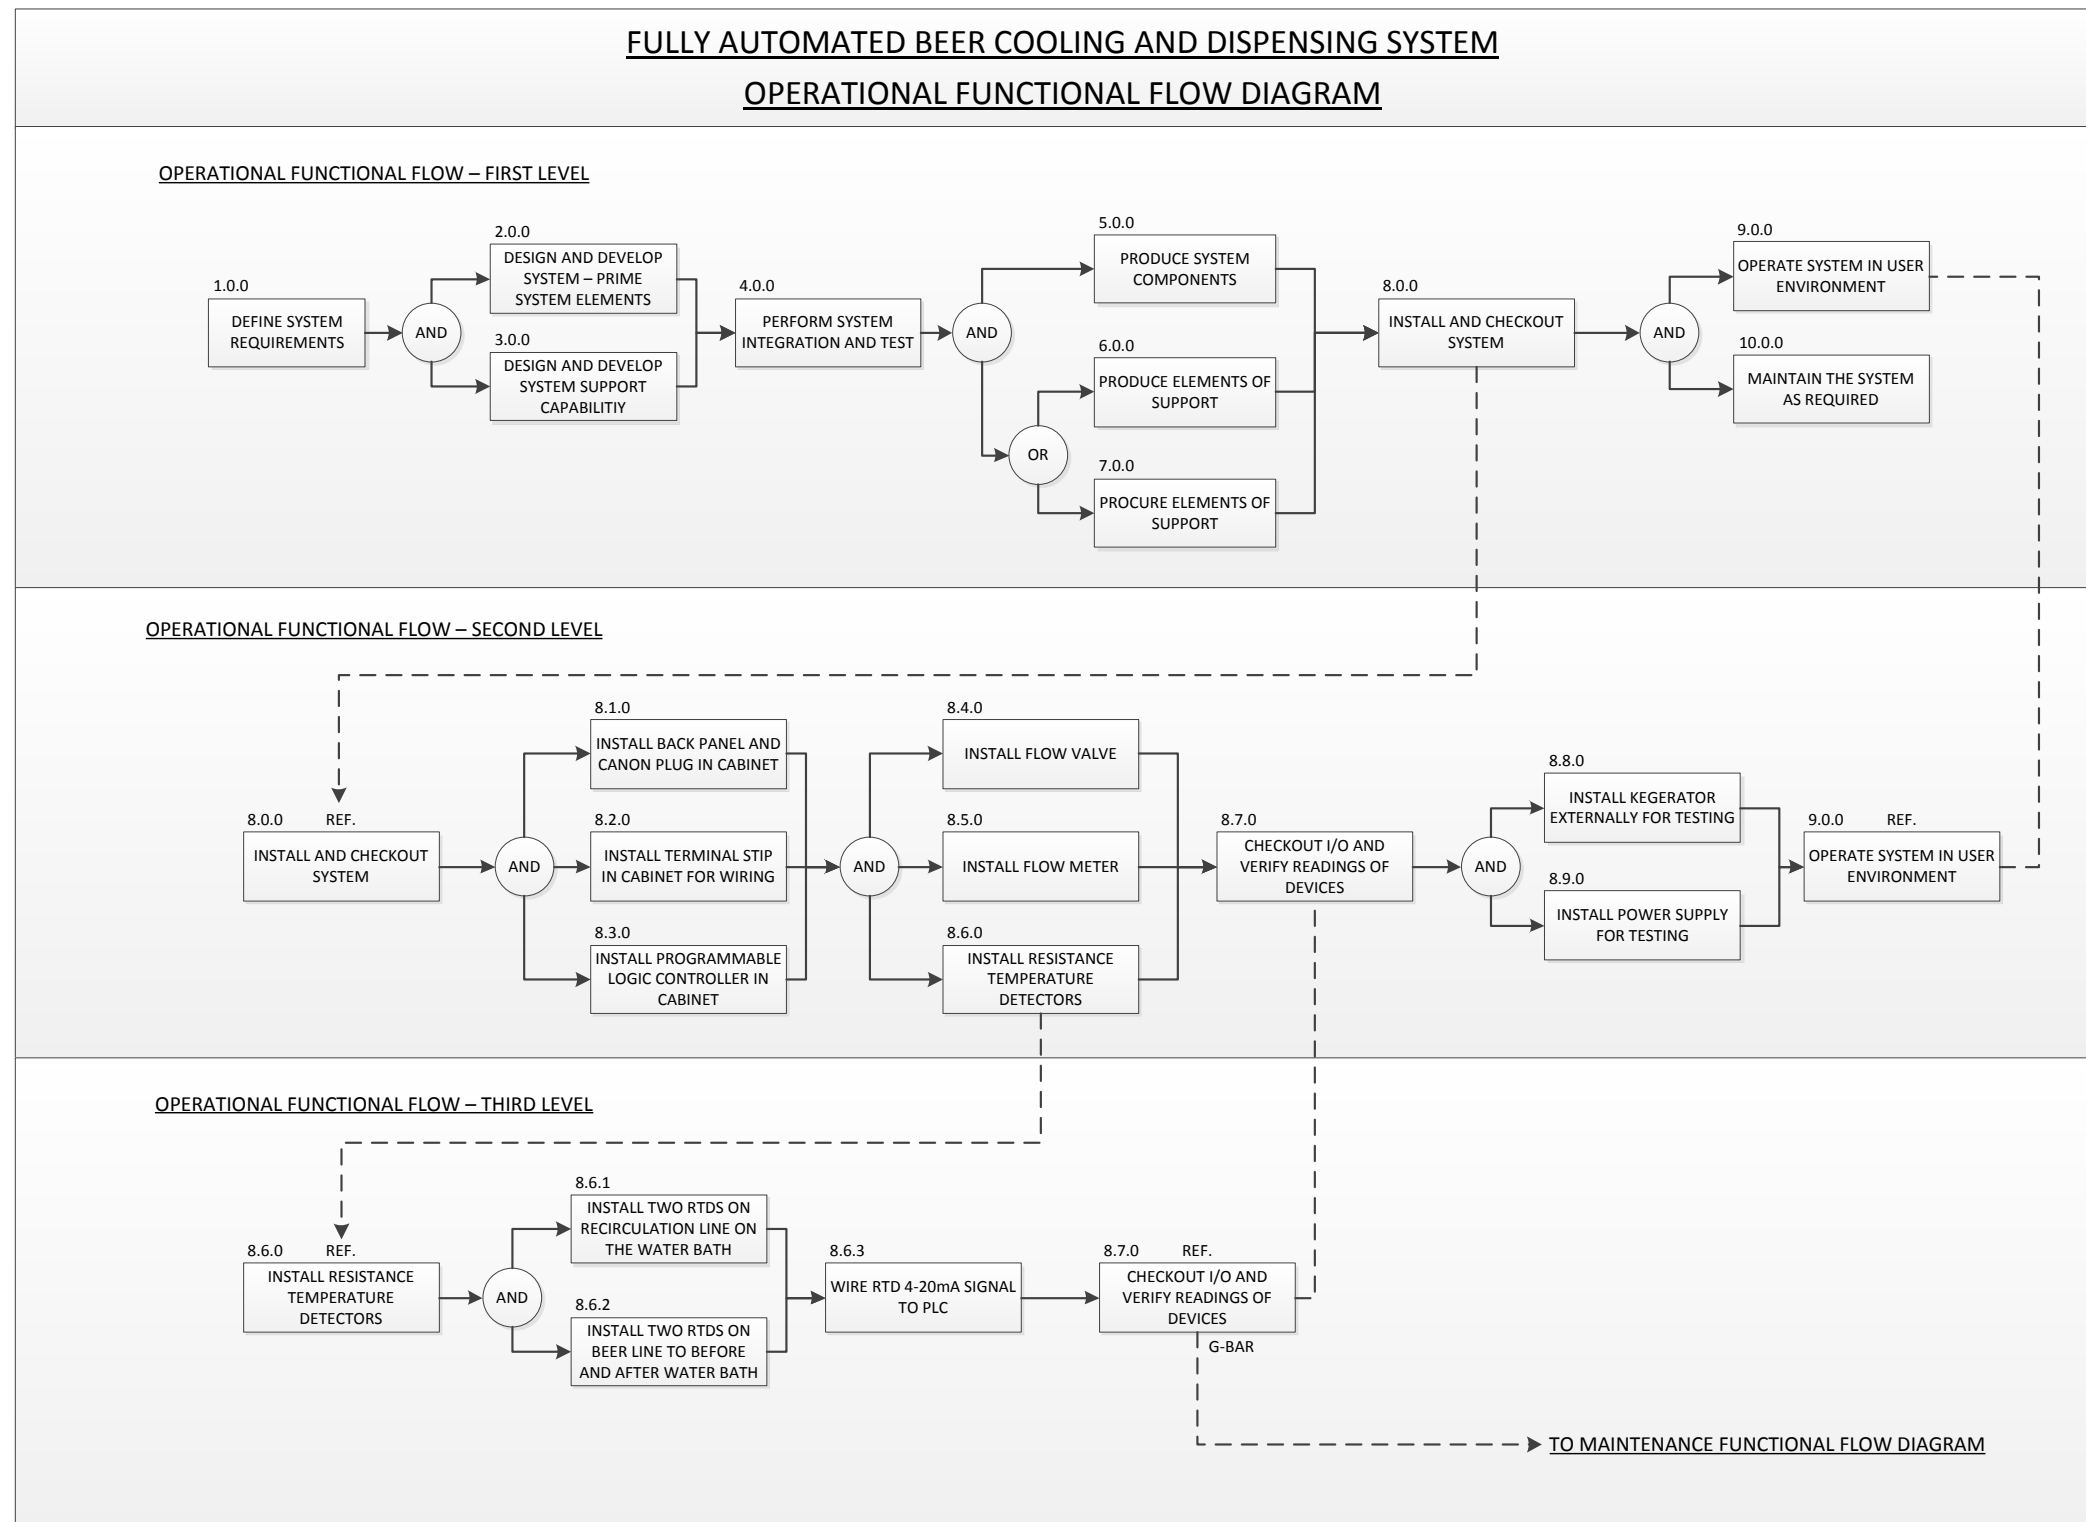 FULLY AUTOMATED BEER COOLING AND DISPENSING SYSTEM
OPERATIONAL FUNCTIONAL FLOW DIAGRAM
OPERATIONAL FUNCTIONAL FLOW – FIRST LEVEL
1.0.0
DEFINE SYSTEM
REQUIREMENTS
AND
2.0.0
DESIGN AND DEVELOP
SYSTEM – PRIME
SYSTEM ELEMENTS
3.0.0
DESIGN AND DEVELOP
SYSTEM SUPPORT
CAPABILITIY
4.0.0
PERFORM SYSTEM
INTEGRATION AND TEST
AND
OR
5.0.0
PRODUCE SYSTEM
COMPONENTS
6.0.0
PRODUCE ELEMENTS OF
SUPPORT
7.0.0
PROCURE ELEMENTS OF
SUPPORT
8.0.0
INSTALL AND CHECKOUT
SYSTEM
AND
9.0.0
OPERATE SYSTEM IN USER
ENVIRONMENT
10.0.0
MAINTAIN THE SYSTEM
AS REQUIRED
OPERATIONAL FUNCTIONAL FLOW – SECOND LEVEL
8.0.0 REF.
INSTALL AND CHECKOUT
SYSTEM
AND
8.1.0
INSTALL BACK PANEL AND
CANON PLUG IN CABINET
8.2.0
INSTALL TERMINAL STIP
IN CABINET FOR WIRING
8.3.0
INSTALL PROGRAMMABLE
LOGIC CONTROLLER IN
CABINET
AND
8.4.0
INSTALL FLOW VALVE
8.5.0
INSTALL FLOW METER
8.6.0
INSTALL RESISTANCE
TEMPERATURE
DETECTORS
8.7.0
CHECKOUT I/O AND
VERIFY READINGS OF
DEVICES
AND
8.8.0
INSTALL KEGERATOR
EXTERNALLY FOR TESTING
8.9.0
INSTALL POWER SUPPLY
FOR TESTING
9.0.0 REF.
OPERATE SYSTEM IN USER
ENVIRONMENT
OPERATIONAL FUNCTIONAL FLOW – THIRD LEVEL
8.6.0 REF.
INSTALL RESISTANCE
TEMPERATURE
DETECTORS
AND
8.6.1
INSTALL TWO RTDS ON
RECIRCULATION LINE ON
THE WATER BATH
8.6.2
INSTALL TWO RTDS ON
BEER LINE TO BEFORE
AND AFTER WATER BATH
8.6.3
WIRE RTD 4-20mA SIGNAL
TO PLC
8.7.0 REF.
CHECKOUT I/O AND
VERIFY READINGS OF
DEVICES
G-BAR
TO MAINTENANCE FUNCTIONAL FLOW DIAGRAM